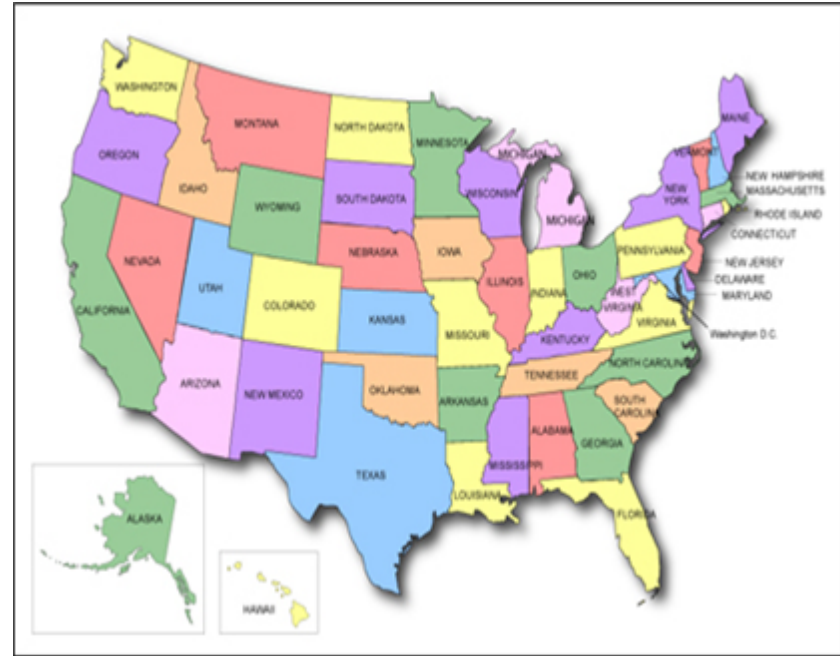 WASHINGTON
MONTANA
NORTH DAKOTA
MINNESOTA
MAINE
OREGON
IDAHO
SOUTH DAKOTA
WISCONSIN
MICHIGAN
VERMONT
NEW HAMPSHIRE
MASSACHUSETTS
WYOMING
NEW
YORK
MICHIGAN
RHODE ISLAND
CONNECTICUT
NEVADA
NEBRASKA
IOWA
PENNSYLVANIA
NEW JERSEY
DELAWARE
MARYLAND
CALIFORNIA
UTAH
COLORADO
ILLINOIS
INDIANA
OHIO
WEST
VIRGINIA
VIRGINIA
Washington D.C.
KANSAS
MISSOURI
KENTUCKY
ARIZONA
NEW MEXICO
OKLAHOMA
ARKANSAS
TENNESSEE
NORTH CAROLINA
SOUTH
CAROLINA
TEXAS
LOUISIANA
MISSISSIPPI
ALABAMA
GEORGIA
FLORIDA
ALASKA
HAWAII